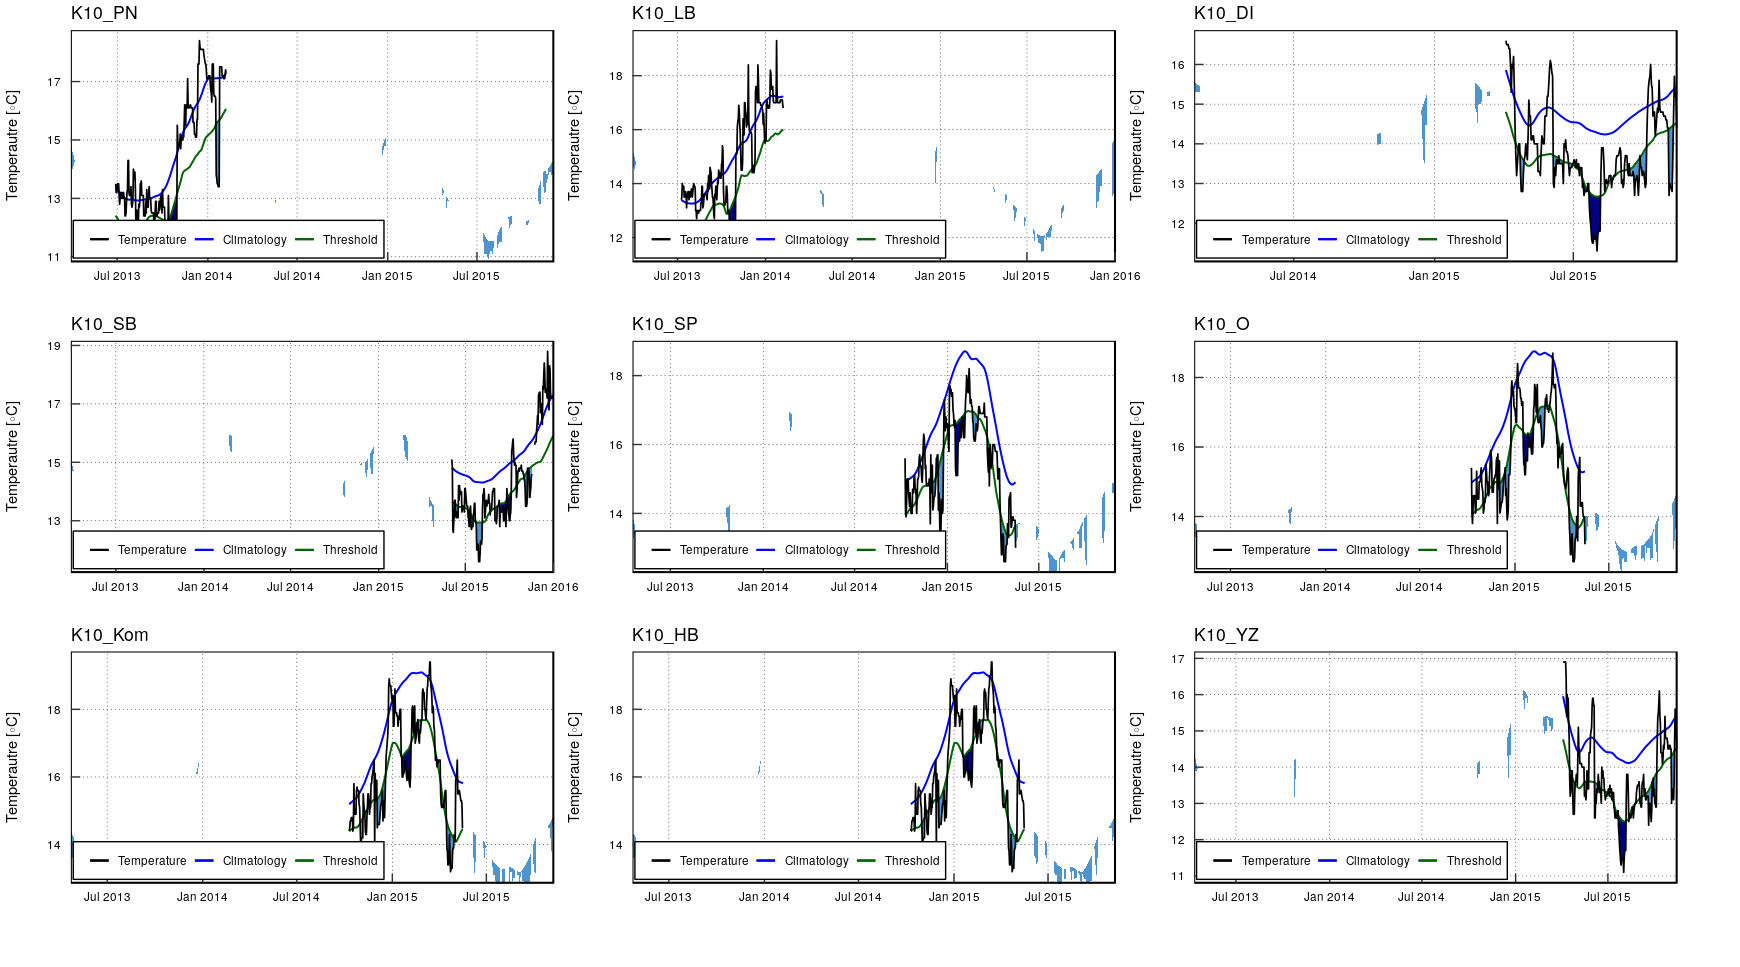 K10_PN
K10_LB
K10_DI
Temperautre [◦C]
17
15
13
11
Temperature Climatology Threshold
Jul 2013 Jan 2014 Jul 2014 Jan 2015 Jul 2015
Temperautre [◦C]
18
16
14
12
Temperature Climatology Threshold
Jul 2013 Jan 2014 Jul 2014 Jan 2015 Jul 2015 Jan 2016
Temperautre [◦C]
16
15
14
13
12
Temperature Climatology Threshold
Jul 2014 Jan 2015 Jul 2015
K10_SB
K10_SP
K10_O
Temperautre [◦C]
19
17
15
13
Temperature Climatology Threshold
Jul 2013 Jan 2014 Jul 2014 Jan 2015 Jul 2015 Jan 2016
Temperautre [◦C]
18
16
14
Temperature Climatology Threshold
Jul 2013 Jan 2014 Jul 2014 Jan 2015 Jul 2015
Temperautre [◦C]
18
16
14
Temperature Climatology Threshold
Jul 2013 Jan 2014 Jul 2014 Jan 2015 Jul 2015
K10_Kom
K10_HB
K10_YZ
Temperautre [◦C]
18
16
14
Temperature Climatology Threshold
Jul 2013 Jan 2014 Jul 2014 Jan 2015 Jul 2015
Temperautre [◦C]
18
16
14
Temperature Climatology Threshold
Jul 2013 Jan 2014 Jul 2014 Jan 2015 Jul 2015
Temperautre [◦C]
17
16
15
14
13
12
11
Temperature Climatology Threshold
Jul 2013 Jan 2014 Jul 2014 Jan 2015 Jul 2015